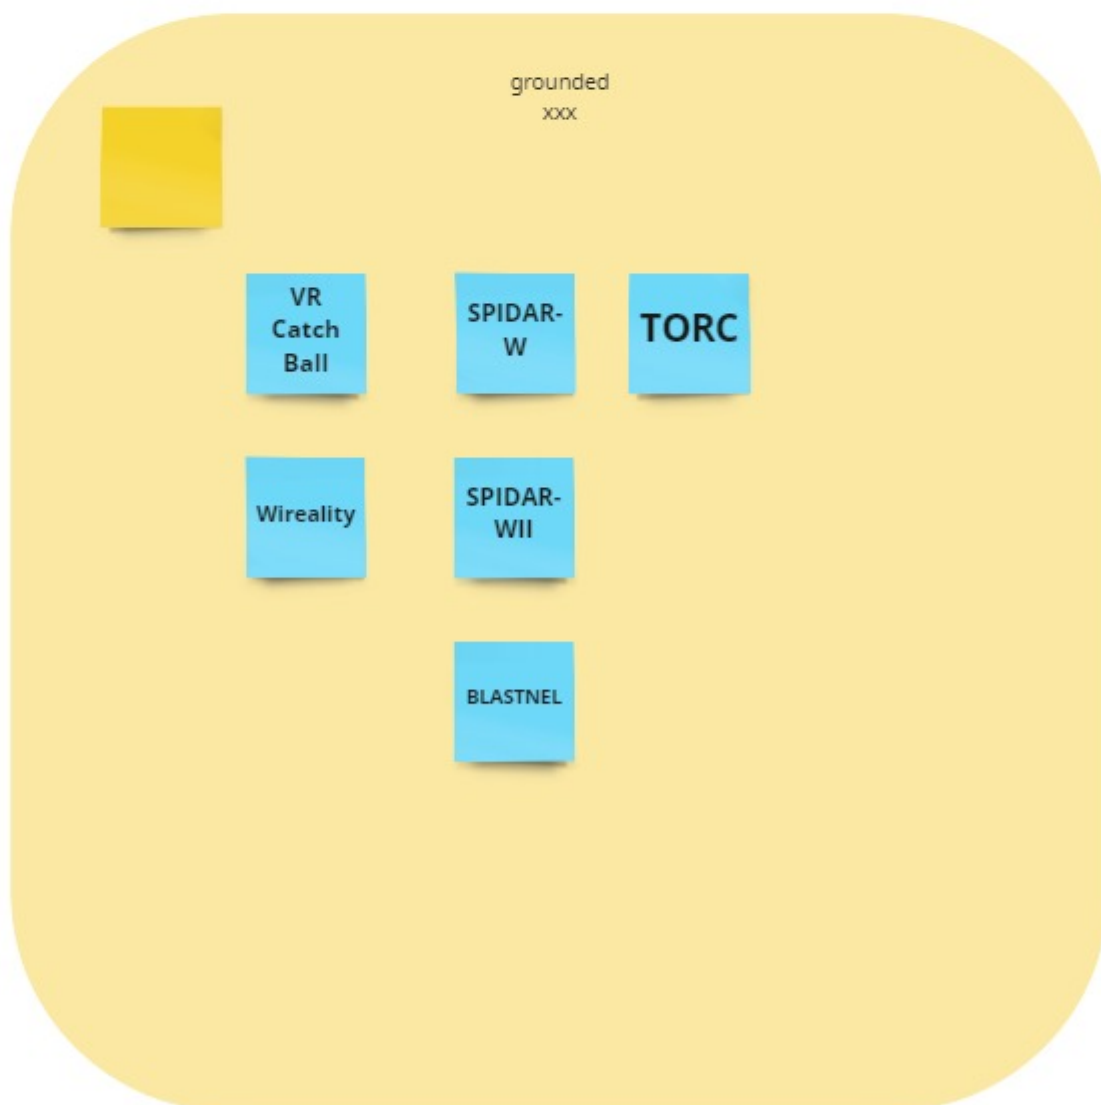 grounded
xxx
VR
Catch
Ball
SPIDAR-
W
TORC
Wireality
SPIDAR-
WII
BLASTNEL